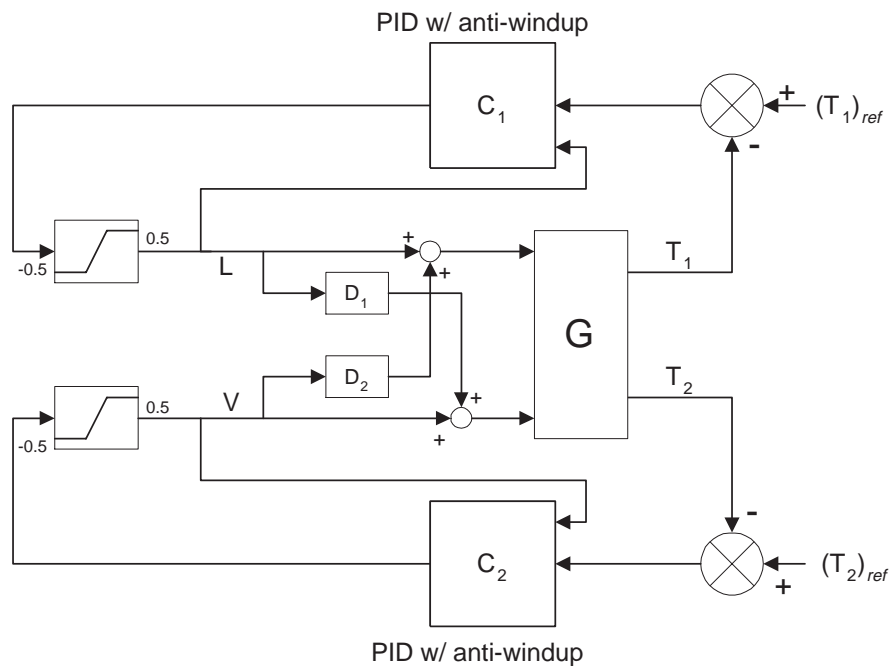 PID w/ anti-windup
C1
+
(T1)ref
-
-0.5
0.5
L
+
+
D1
T1
G
D2
T2
-0.5
0.5
V
+
+
-
C2
+
(T2)ref
PID w/ anti-windup